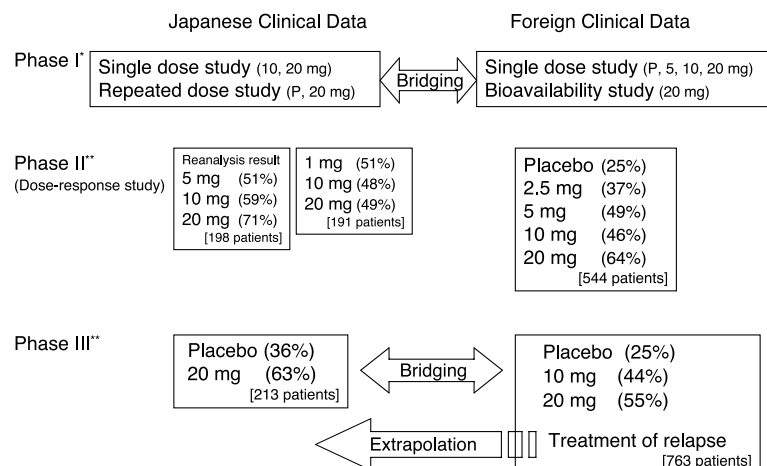 Japanese Clinical Data
Foreign Clinical Data
Phase I*
Single dose study (10, 20 mg)
Repeated dose study (P, 20 mg)
Bridging
Single dose study (P, 5, 10, 20 mg)
Bioavailability study (20 mg)
Phase II**
(Dose-response study)
Reanalysis result
5 mg (51%)
10 mg (59%)
20 mg (71%)
[198 patients]
1 mg (51%)
10 mg (48%)
20 mg (49%)
[191 patients]
Placebo (25%)
2.5 mg (37%)
5 mg (49%)
10 mg (46%)
20 mg (64%)
[544 patients]
Phase III**
Placebo (36%)
20 mg (63%)
[213 patients]
Bridging
Placebo (25%)
10 mg (44%)
20 mg (55%)
Extrapolation
Treatment of relapse
[763 patients]